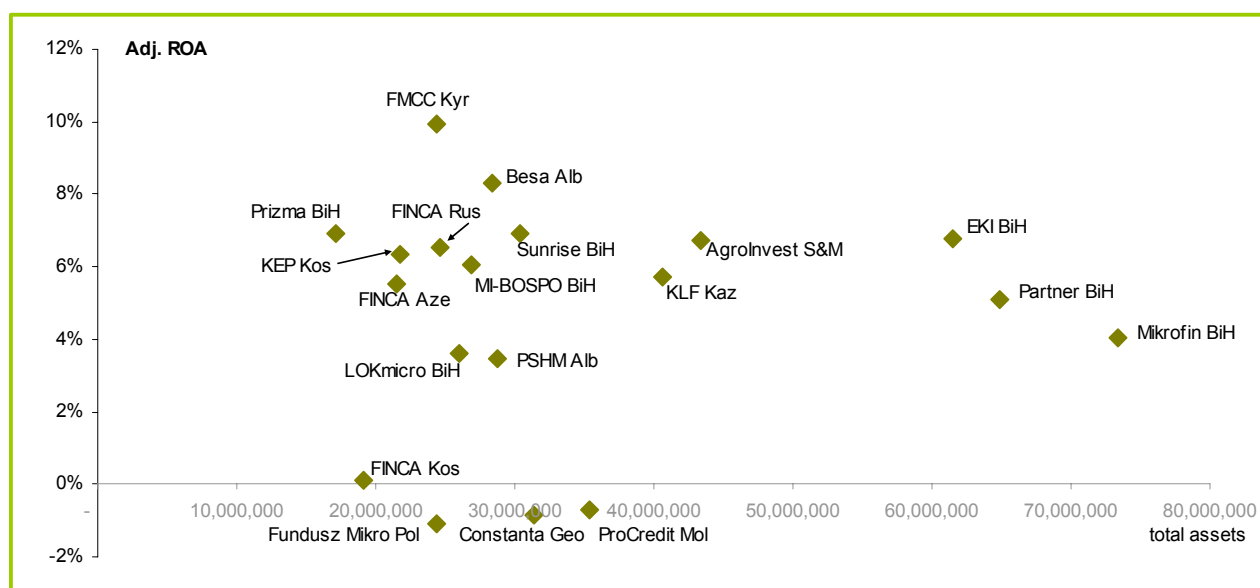 12%
Adj. ROA
FMCC Kyr
10%
Besa Alb
8%
Prizma BiH
FINCA Rus
EKI BiH
Sunrise BiH
AgroInvest S&M
KEP Kos
6%
MI-BOSPO BiH
KLF Kaz
Partner BiH
FINCA Aze
4%
Mikrofin BiH
LOKmicro BiH
PSHM Alb
2%
FINCA Kos
0%
- 10,000,000 20,000,000 30,000,000 40,000,000 50,000,000 60,000,000 70,000,000 80,000,000
Fundusz Mikro Pol
Constanta Geo
ProCredit Mol
total assets
-2%